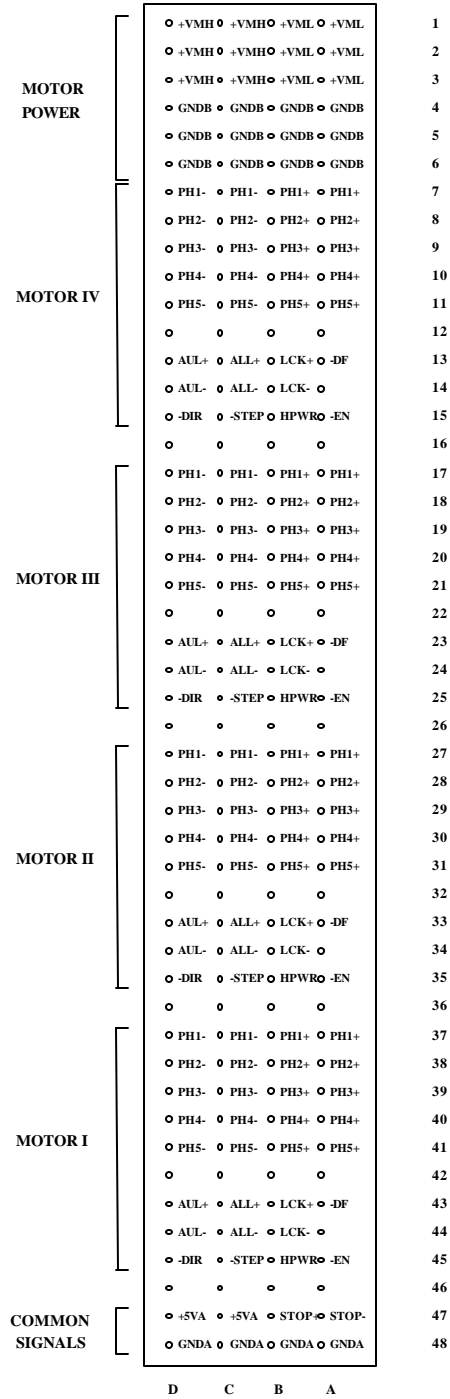 +VMH +VMH +VML +VML 1
+VMH +VMH +VML +VML 2
+VMH +VMH +VML +VML 3
MOTOR
POWER
GNDB GNDB GNDB GNDB 4
GNDB GNDB GNDB GNDB 5
GNDB GNDB GNDB GNDB 6
PH1- PH1- PH1+ PH1+ 7
PH2- PH2- PH2+ PH2+ 8
PH3- PH3- PH3+ PH3+ 9
PH4- PH4- PH4+ PH4+ 10
MOTOR IV
PH5- PH5- PH5+ PH5+ 11
12
AUL+ ALL+ LCK+ -DF 13
AUL- ALL- LCK- 14
-DIR -STEP HPWR -EN 15
16
PH1- PH1- PH1+ PH1+ 17
PH2- PH2- PH2+ PH2+ 18
PH3- PH3- PH3+ PH3+ 19
PH4- PH4- PH4+ PH4+ 20
MOTOR III
PH5- PH5- PH5+ PH5+ 21
22
AUL+ ALL+ LCK+ -DF 23
AUL- ALL- LCK- 24
-DIR -STEP HPWR -EN 25
26
PH1- PH1- PH1+ PH1+ 27
PH2- PH2- PH2+ PH2+ 28
PH3- PH3- PH3+ PH3+ 29
PH4- PH4- PH4+ PH4+ 30
MOTOR II
PH5- PH5- PH5+ PH5+ 31
32
AUL+ ALL+ LCK+ -DF 33
AUL- ALL- LCK- 34
-DIR -STEP HPWR -EN 35
36
PH1- PH1- PH1+ PH1+ 37
PH2- PH2- PH2+ PH2+ 38
PH3- PH3- PH3+ PH3+ 39
PH4- PH4- PH4+ PH4+ 40
MOTOR I
PH5- PH5- PH5+ PH5+ 41
42
AUL+ ALL+ LCK+ -DF 43
AUL- ALL- LCK- 44
-DIR -STEP HPWR -EN 45
46
COMMON
SIGNALS
+5VA +5VA STOP+ STOP- 47
GNDA GNDA GNDA GNDA 48
D C B A